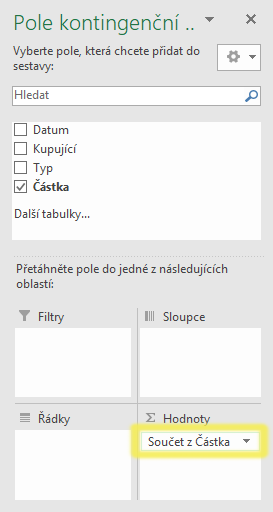 Pole kontingenční ..
Vyberte pole, která chcete přidat do
sestavy:
Hledat
Datum
Kupující
Typ
Částka
Další tabulky...
Přetáhněte pole do jedné z následujících
oblastí:
Filtry
Sloupce
Řádky
Σ Hodnoty
Součet z Částka